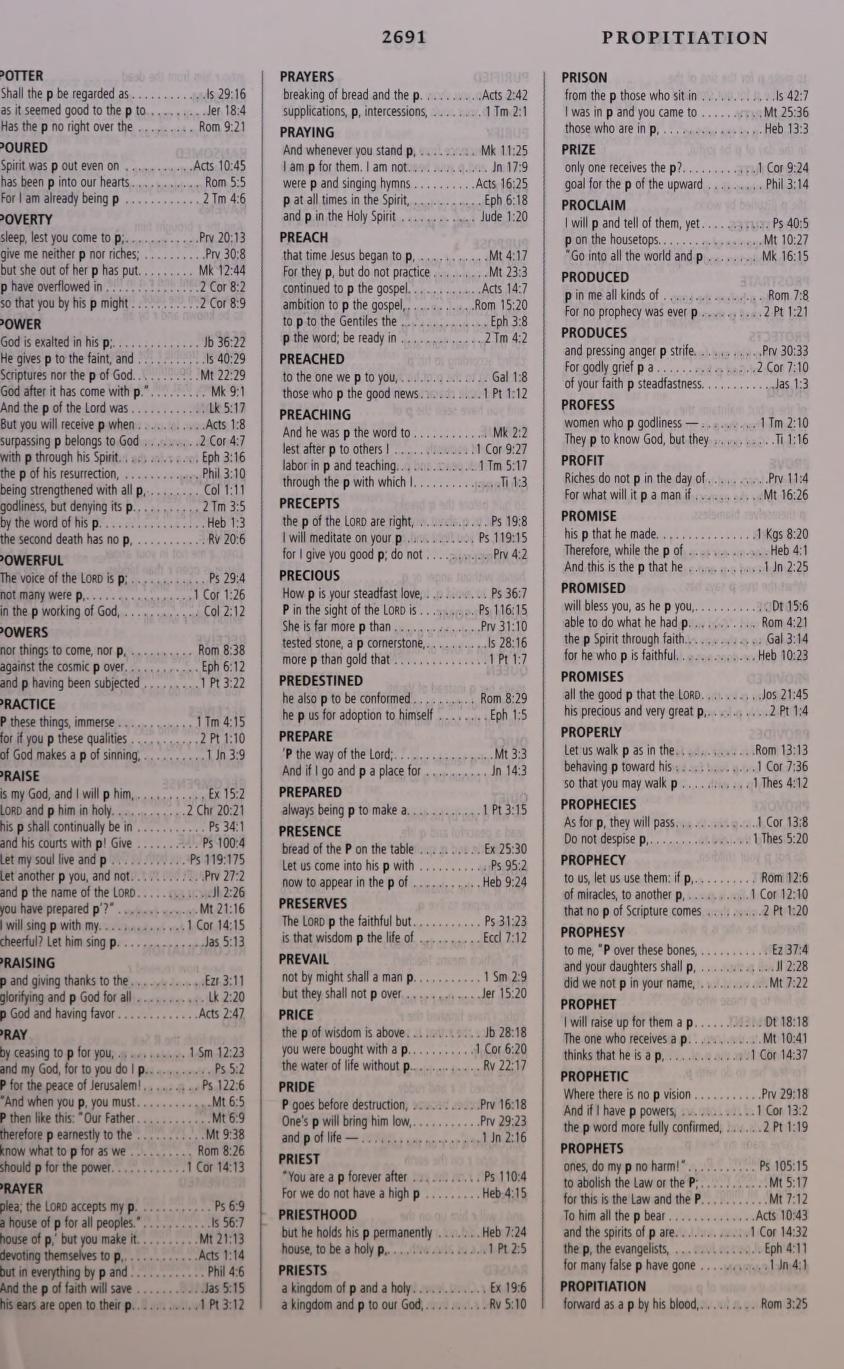 2691
PROPITIATION
POTTER
Shall the p be regarded as . . . . . . . . . . . Is 29:16
as it seemed good to the p to . . . . . . . . . . Jer 18:4
Has the p no right over the . . . . . . . . . Rom 9:21
POURED
Spirit was p out even on . . . . . . . . . . . Acts 10:45
has been p into our hearts . . . . . . . . . . . Rom 5:5
For I am already being p . . . . . . . . . . . . 2 Tm 4:6
POVERTY
sleep, lest you come to p; . . . . . . . . . . . . Prv 20:13
give me neither p nor riches; . . . . . . . . . . Prv 30:8
but she out of her p has put. . . . . . . . . Mk 12:44
p have overflowed in . . . . . . . . . . . . . . 2 Cor 8:2
so that you by his p might . . . . . . . . . . . 2 Cor 8:9
POWER
God is exalted in his p; . . . . . . . . . . . . . Jb 36:22
He gives p to the faint, and . . . . . . . . . . . Is 40:29
Scriptures nor the p of God. . . . . . . . . . Mt 22:29
God after it has come with p." . . . . . . . . . Mk 9:1
And the p of the Lord was . . . . . . . . . . . . Lk 5:17
But you will receive p when . . . . . . . . . . . Acts 1:8
surpassing p belongs to God . . . . . . . . . 2 Cor 4:7
with p through his Spirit. . . . . . . . . . . . Eph 3:16
the p of his resurrection, . . . . . . . . . . . Phil 3:10
being strengthened with all p, . . . . . . . . Col 1:11
godliness, but denying its p. . . . . . . . . . . 2 Tm 3:5
by the word of his p. . . . . . . . . . . . . . . . Heb 1:3
the second death has no p, . . . . . . . . . . . Rv 20:6
POWERFUL
The voice of the LORD is p; . . . . . . . . . . . . Ps 29:4
not many were p, . . . . . . . . . . . . . . . . 1 Cor 1:26
in the p working of God, . . . . . . . . . . . . Col 2:12
POWERS
nor things to come, nor p, . . . . . . . . . . . Rom 8:38
against the cosmic p over. . . . . . . . . . . . Eph 6:12
and p having been subjected . . . . . . . . . 1 Pt 3:22
PRACTICE
P these things, immerse . . . . . . . . . . . . . 1 Tm 4:15
for if you p these qualities . . . . . . . . . . . 2 Pt 1:10
of God makes a p of sinning, . . . . . . . . . . 1 Jn 3:9
PRAISE
is my God, and I will p him, . . . . . . . . . . . Ex 15:2
LORD and p him in holy. . . . . . . . . . . . 2 Chr 20:21
his p shall continually be in . . . . . . . . . . . Ps 34:1
and his courts with p! Give . . . . . . . . . . Ps 100:4
Let my soul live and p . . . . . . . . . . . . Ps 119:175
Let another p you, and not. . . . . . . . . . . Prv 27:2
and p the name of the LORD. . . . . . . . . . . Jl 2:26
you have prepared p'?" . . . . . . . . . . . . . Mt 21:16
I will sing p with my. . . . . . . . . . . . . . 1 Cor 14:15
cheerful? Let him sing p. . . . . . . . . . . . . . Jas 5:13
PRAISING
p and giving thanks to the . . . . . . . . . . . . Ezr 3:11
glorifying and p God for all . . . . . . . . . . . Lk 2:20
p God and having favor . . . . . . . . . . . . . Acts 2:47
PRAY
by ceasing to p for you, . . . . . . . . . . . 1 Sm 12:23
and my God, for to you do I p. . . . . . . . . . . Ps 5:2
P for the peace of Jerusalem! . . . . . . . . . Ps 122:6
"And when you p, you must. . . . . . . . . . . . Mt 6:5
P then like this: "Our Father . . . . . . . . . . . . Mt 6:9
therefore p earnestly to the . . . . . . . . . . . Mt 9:38
know what to p for as we . . . . . . . . . . Rom 8:26
should p for the power. . . . . . . . . . . . 1 Cor 14:13
PRAYER
plea; the LORD accepts my p. . . . . . . . . . . . Ps 6:9
a house of p for all peoples." . . . . . . . . . . . Is 56:7
house of p,' but you make it. . . . . . . . . . Mt 21:13
devoting themselves to p, . . . . . . . . . . . . Acts 1:14
but in everything by p and . . . . . . . . . . . . Phil 4:6
And the p of faith will save . . . . . . . . . . . Jas 5:15
his ears are open to their p. . . . . . . . . . . 1 Pt 3:12
PRAYERS
breaking of bread and the p. . . . . . . . . . Acts 2:42
supplications, p, intercessions, . . . . . . . . . 1 Tm 2:1
PRAYING
And whenever you stand p, . . . . . . . . . . Mk 11:25
I am p for them. I am not. . . . . . . . . . . . . Jn 17:9
were p and singing hymns . . . . . . . . . . Acts 16:25
p at all times in the Spirit, . . . . . . . . . . . . Eph 6:18
and p in the Holy Spirit . . . . . . . . . . . . . Jude 1:20
PREACH
that time Jesus began to p, . . . . . . . . . . . . Mt 4:17
For they p, but do not practice . . . . . . . . . Mt 23:3
continued to p the gospel. . . . . . . . . . . . Acts 14:7
ambition to p the gospel, . . . . . . . . . . . Rom 15:20
to p to the Gentiles the . . . . . . . . . . . . . . Eph 3:8
p the word; be ready in . . . . . . . . . . . . . 2 Tm 4:2
PREACHED
to the one we p to you, . . . . . . . . . . . . . . . Gal 1:8
those who p the good news. . . . . . . . . . . 1 Pt 1:12
PREACHING
And he was p the word to . . . . . . . . . . . . Mk 2:2
lest after p to others I . . . . . . . . . . . . . 1 Cor 9:27
labor in p and teaching. . . . . . . . . . . . . 1 Tm 5:17
through the p with which I. . . . . . . . . . . . . Ti 1:3
PRECEPTS
the p of the LORD are right, . . . . . . . . . . . Ps 19:8
I will meditate on your p . . . . . . . . . . . Ps 119:15
for I give you good p; do not . . . . . . . . . . . Prv 4:2
PRECIOUS
How p is your steadfast love, . . . . . . . . . . Ps 36:7
P in the sight of the LORD is . . . . . . . . . Ps 116:15
She is far more p than . . . . . . . . . . . . . . Prv 31:10
tested stone, a p cornerstone, . . . . . . . . . . Is 28:16
more p than gold that . . . . . . . . . . . . . . . 1 Pt 1:7
PREDESTINED
he also p to be conformed . . . . . . . . . . Rom 8:29
he p us for adoption to himself . . . . . . . . Eph 1:5
PREPARE
'P the way of the Lord; . . . . . . . . . . . . . . . . Mt 3:3
And if I go and p a place for . . . . . . . . . . Jn 14:3
PREPARED
always being p to make a. . . . . . . . . . . . 1 Pt 3:15
PRESENCE
bread of the P on the table . . . . . . . . . . Ex 25:30
Let us come into his p with . . . . . . . . . . . Ps 95:2
now to appear in the p of . . . . . . . . . . . Heb 9:24
PRESERVES
The LORD p the faithful but. . . . . . . . . . . Ps 31:23
is that wisdom p the life of . . . . . . . . . . Eccl 7:12
PREVAIL
not by might shall a man p. . . . . . . . . . . 1 Sm 2:9
but they shall not p over. . . . . . . . . . . . . Jer 15:20
PRICE
the p of wisdom is above. . . . . . . . . . . . . Jb 28:18
you were bought with a p. . . . . . . . . . . 1 Cor 6:20
the water of life without p. . . . . . . . . . . . Rv 22:17
PRIDE
P goes before destruction, . . . . . . . . . . . Prv 16:18
One's p will bring him low, . . . . . . . . . . . Prv 29:23
and p of life — . . . . . . . . . . . . . . . . . . . 1 Jn 2:16
PRIEST
"You are a p forever after . . . . . . . . . . . Ps 110:4
For we do not have a high p . . . . . . . . . Heb 4:15
PRIESTHOOD
but he holds his p permanently . . . . . . . Heb 7:24
house, to be a holy p, . . . . . . . . . . . . . . . . 1 Pt 2:5
PRIESTS
a kingdom of p and a holy. . . . . . . . . . . . . Ex 19:6
a kingdom and p to our God, . . . . . . . . . . Rv 5:10
PRISON
from the p those who sit in . . . . . . . . . . . . Is 42:7
I was in p and you came to . . . . . . . . . . Mt 25:36
those who are in p, . . . . . . . . . . . . . . . . Heb 13:3
PRIZE
only one receives the p? . . . . . . . . . . . . 1 Cor 9:24
goal for the p of the upward . . . . . . . . . Phil 3:14
PROCLAIM
I will p and tell of them, yet . . . . . . . . . . . Ps 40:5
p on the housetops. . . . . . . . . . . . . . . . . Mt 10:27
"Go into all the world and p . . . . . . . . . Mk 16:15
PRODUCED
p in me all kinds of . . . . . . . . . . . . . . . . . Rom 7:8
For no prophecy was ever p . . . . . . . . . . 2 Pt 1:21
PRODUCES
and pressing anger p strife. . . . . . . . . . . Prv 30:33
For godly grief p a . . . . . . . . . . . . . . . . 2 Cor 7:10
of your faith p steadfastness. . . . . . . . . . . . Jas 1:3
PROFESS
women who p godliness — . . . . . . . . . . 1 Tm 2:10
They p to know God, but they . . . . . . . . . . . Ti 1:16
PROFIT
Riches do not p in the day of. . . . . . . . . . Prv 11:4
For what will it p a man if . . . . . . . . . . . Mt 16:26
PROMISE
his p that he made. . . . . . . . . . . . . . . . 1 Kgs 8:20
Therefore, while the p of . . . . . . . . . . . . . Heb 4:1
And this is the p that he . . . . . . . . . . . . . 1 Jn 2:25
PROMISED
will bless you, as he p you, . . . . . . . . . . . . Dt 15:6
able to do what he had p. . . . . . . . . . . . Rom 4:21
the p Spirit through faith. . . . . . . . . . . . . Gal 3:14
for he who p is faithful. . . . . . . . . . . . . . Heb 10:23
PROMISES
all the good p that the LORD. . . . . . . . . . Jos 21:45
his precious and very great p, . . . . . . . . . . 2 Pt 1:4
PROPERLY
Let us walk p as in the. . . . . . . . . . . . . . Rom 13:13
behaving p toward his . . . . . . . . . . . . . 1 Cor 7:36
so that you may walk p . . . . . . . . . . . . 1 Thes 4:12
PROPHECIES
As for p, they will pass. . . . . . . . . . . . . . 1 Cor 13:8
Do not despise p, . . . . . . . . . . . . . . . . . 1 Thes 5:20
PROPHECY
to us, let us use them: if p, . . . . . . . . . . Rom 12:6
of miracles, to another p, . . . . . . . . . . . 1 Cor 12:10
that no p of Scripture comes . . . . . . . . . . 2 Pt 1:20
PROPHESY
to me, "P over these bones, . . . . . . . . . . . Ez 37:4
and your daughters shall p, . . . . . . . . . . . . Jl 2:28
did we not p in your name, . . . . . . . . . . . Mt 7:22
PROPHET
I will raise up for them a p. . . . . . . . . . . . Dt 18:18
The one who receives a p. . . . . . . . . . . . Mt 10:41
thinks that he is a p, . . . . . . . . . . . . . . 1 Cor 14:37
PROPHETIC
Where there is no p vision . . . . . . . . . . . Prv 29:18
And if I have p powers, . . . . . . . . . . . . . 1 Cor 13:2
the p word more fully confirmed, . . . . . . . 2 Pt 1:19
PROPHETS
ones, do my p no harm!" . . . . . . . . . . . Ps 105:15
to abolish the Law or the P; . . . . . . . . . . . Mt 5:17
for this is the Law and the P. . . . . . . . . . . Mt 7:12
To him all the p bear . . . . . . . . . . . . . . Acts 10:43
and the spirits of p are. . . . . . . . . . . . . 1 Cor 14:32
the p, the evangelists, . . . . . . . . . . . . . . Eph 4:11
for many false p have gone . . . . . . . . . . . 1 Jn 4:1
PROPITIATION
forward as a p by his blood, . . . . . . . . . . Rom 3:25